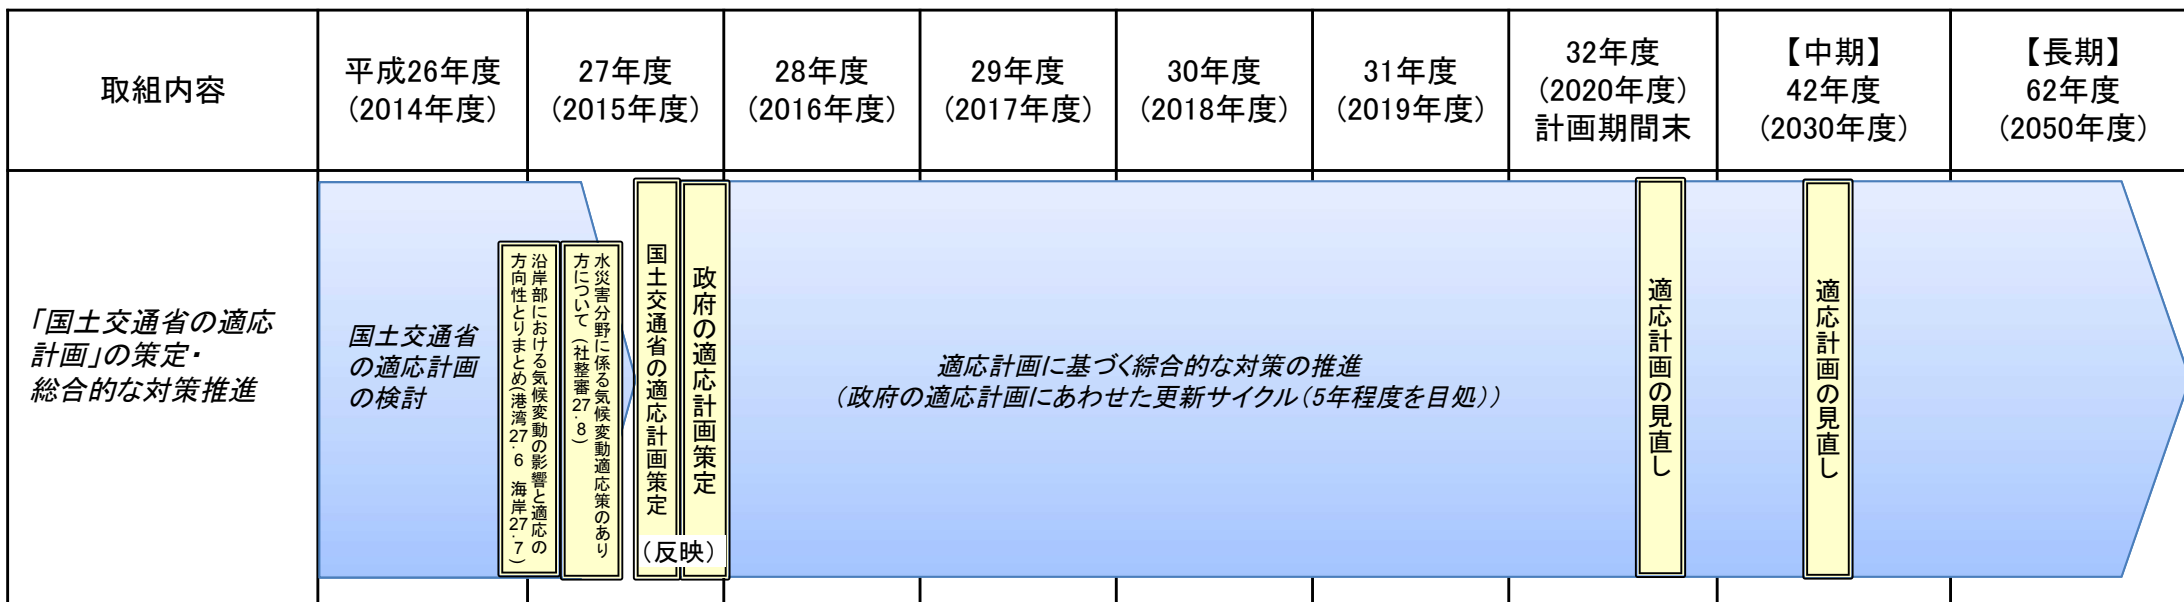 取組内容
平成26年度
(2014年度)
27年度
(2015年度)
28年度
(2016年度)
29年度
(2017年度)
30年度
(2018年度)
31年度
(2019年度)
32年度
(2020年度)
計画期間末
【中期】
42年度
(2030年度)
【長期】
62年度
(2050年度)
「国土交通省の適応
計画」の策定・
総合的な対策推進
国土交通省
の適応計画
の検討
沿岸部における気候変動の影響と適応の
方向性とりまとめ(港湾27.6 海岸27.7)
水災害分野に係る気候変動適応策のあり
方について(社整審27.8)
国土交通省の適応計画策定
政府の適応計画策定
(反映)
適応計画に基づく綜合的な対策の推進
(政府の適応計画にあわせた更新サイクル(5年程度を目処))
適応計画の見直し
適応計画の見直し